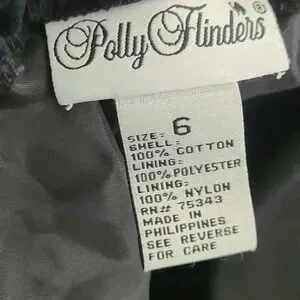 Polly Flinders ®
SIZE: 6
SHELL:
100% COTTON
LINING:
100% POLYESTER
LINING:
100% NYLON
RN# 75343
MADE IN
PHILIPPINES
SEE REVERSE
FOR CARE